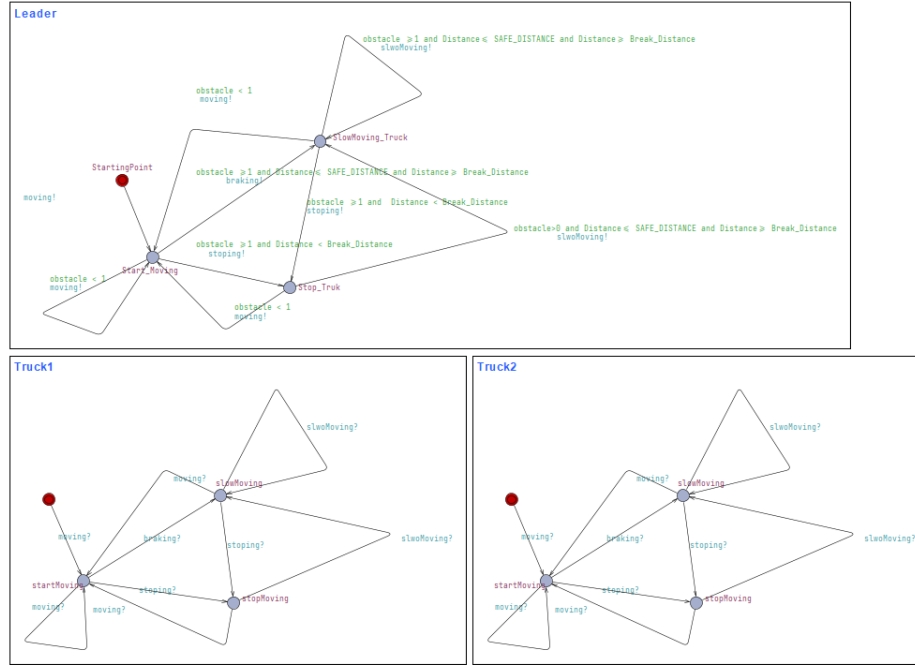 Leader
obstacle ⩾1 and Distance⩽ SAFE_DISTANCE and Distance⩾ Break_Distance
slwoMoving!
obstacle < 1
moving!
SlowMoving_Truck
StartingPoint
obstacle ⩾1 and Distance⩽ SAFE_DISTANCE and Distance⩾ Break_Distance
braking!
moving!
obstacle ⩾1 and Distance < Break_Distance
stoping!
obstacle>0 and Distance⩽ SAFE_DISTANCE and Distance⩾ Break_Distance
slwoMoving!
obstacle ⩾1 and Distance < Break_Distance
stoping!
Start_Moving
obstacle < 1
moving!
Stop_Truk
obstacle < 1
moving!
Truck1
slwoMoving?
moving?
slowMoving
moving?
braking?
stoping?
slwoMoving?
startMoving
stoping?
stopMoving
moving?
moving?
Truck2
slwoMoving?
moving?
slowMoving
moving?
braking?
stoping?
slwoMoving?
startMoving
stoping?
stopMoving
moving?
moving?